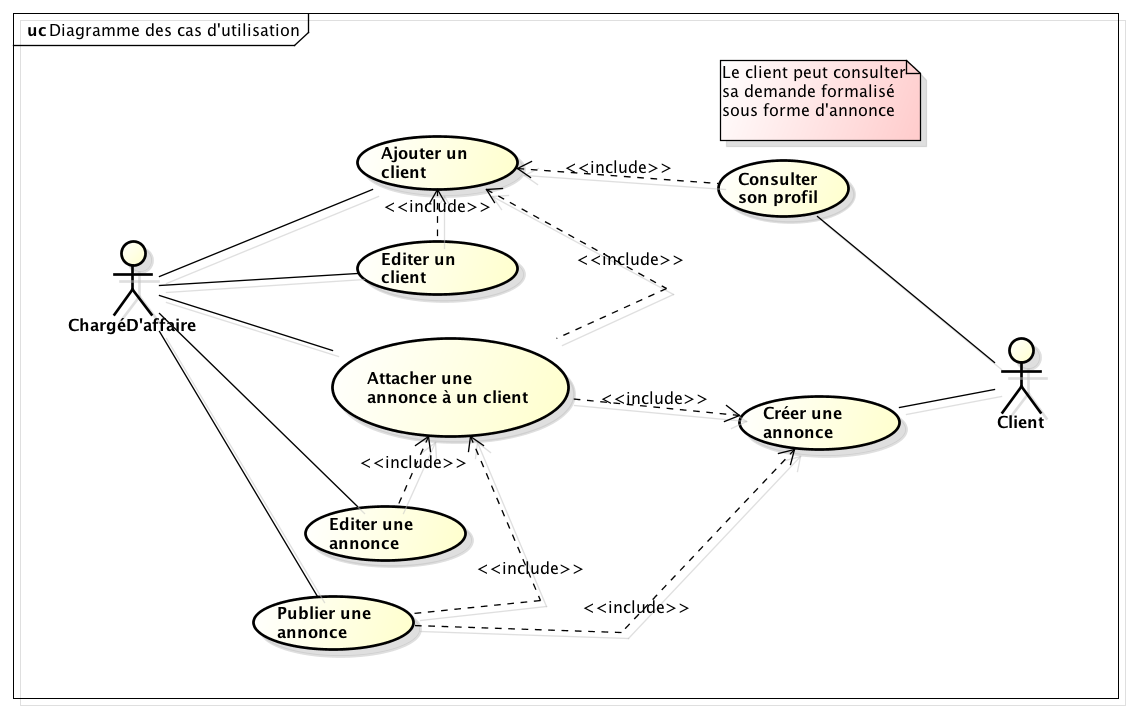 uc Diagramme des cas d'utilisation
Le client peut consulter
sa demande formalisé
sous forme d'annonce
Ajouter un
client
<<include>>
Consulter
son profil
<<include>>
Editer un
client
<<include>>
ChargéD'affaire
Attacher une
annonce à un client
<<include>>
Créer une
annonce
Client
<<include>>
Editer une
annonce
<<include>>
<<include>>
Publier une
annonce